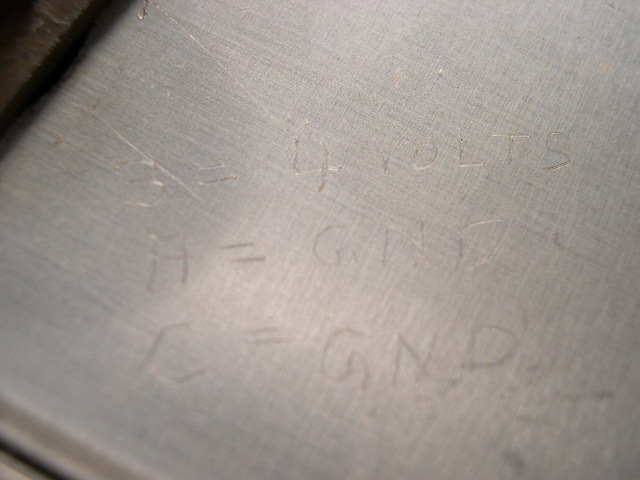 = 4 VOLTS
A = GND
C = GND.